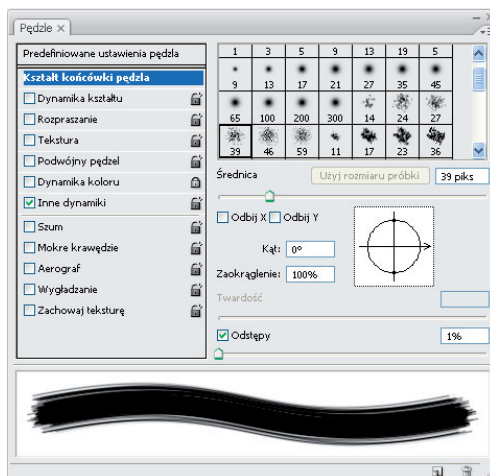 Pędzle ×
Predefiniowane ustawienia pędzla
Kształt końcówki pędzla
Dynamika kształtu
Rozpraszanie
Tekstura
Podwójny pędzel
Dynamika koloru
Inne dynamiki
Szum
Mokre krawędzie
Aerograf
Wygładzanie
Zachowaj teksturę
1 3 5 9 13 19 5
9 13 17 21 27 35 45
65 100 200 300 14 24 27
39 46 59 11 17 23 36
Średnica Użyj rozmiaru próbki 39 piks
Odbij X Odbij Y
Kąt: 0°
Zaokrąglenie: 100%
Twardość
Odstępy 1%